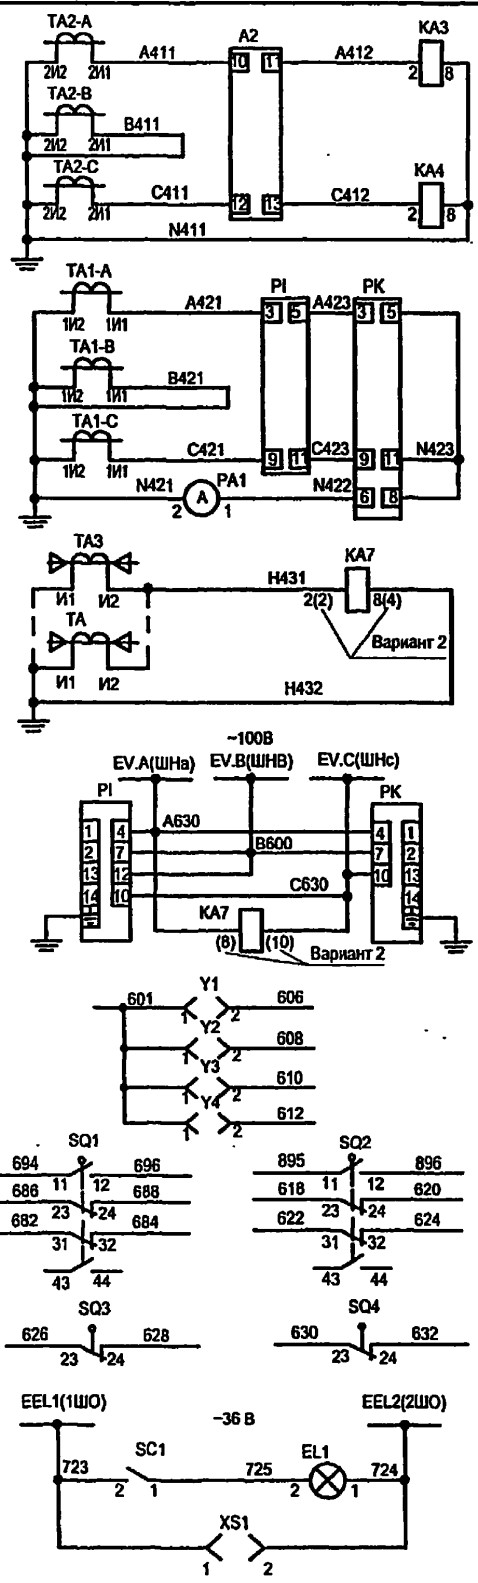 TA2-A A411 A2 A412 KA3
2И2 2И1 10 11 2 8
TA2-B B411
2И2 2И1
TA2-C C411 C412 KA4
2И2 2И1 12 13 2 8
N411
TA1-A A421 PI A423 PK
1И2 1И1 3 5 3 5
TA1-B B421
1И2 1И1
TA1-C C421 C423 N423
1И2 1И1 9 11 9 11
N421 A PA1 N422 6 8
2 1
TA3 H431 KA7
И1 И2 2(2) 8(4)
TA Вариант 2
И1 И2
H432
~100В
EV.A(ШНа) EV.B(ШНВ) EV.C(ШНс)
PI PK
A630
1 4 4 1
2 7 B600 7 2
13 12 10 13
14 10 C630 14
KA7
(8) (10) Вариант 2
Y1
601 606
1 2
Y2
608
1 2
Y3
610
1 2
Y4
612
1 2
SQ1 SQ2
694 696 895 896
11 12 11 12
686 688 618 620
23 24 23 24
682 684 622 624
31 32 31 32
43 44 43 44
SQ3 SQ4
626 628 630 632
23 24 23 24
EEL1(1ШО) ~36 В EEL2(2ШО)
723 SC1 725 EL1 724
2 1 2 1
XS1
1 2